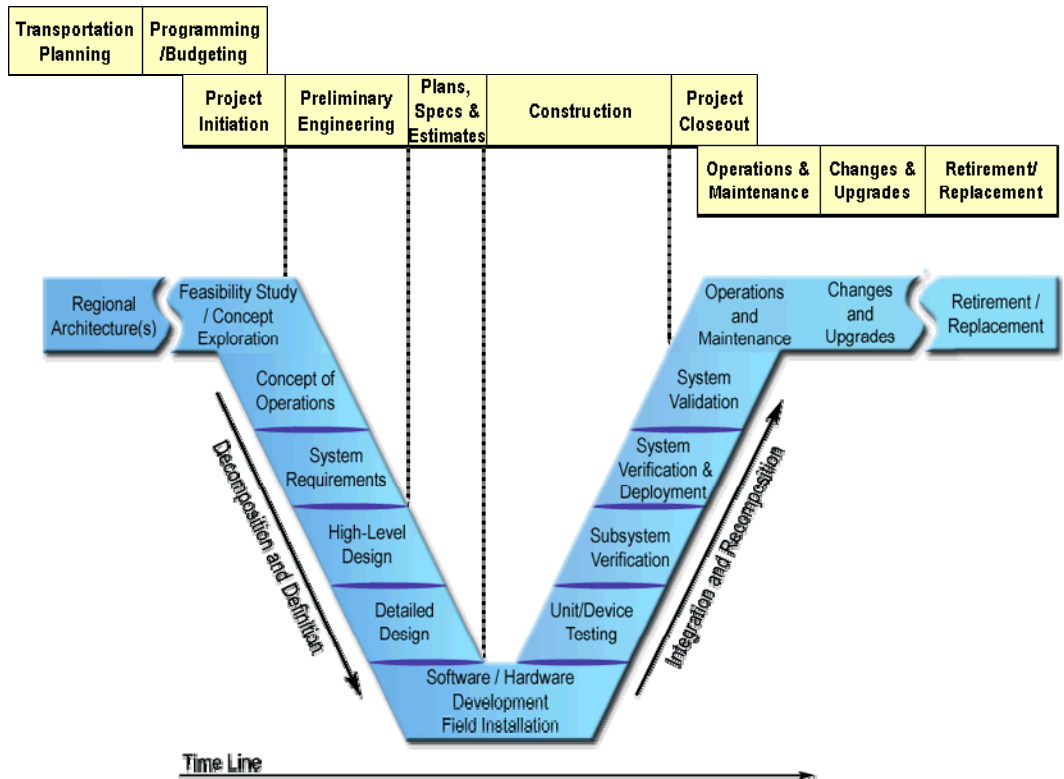 Transportation
Planning
Programming
/Budgeting
Project
Initiation
Preliminary
Engineering
Plans,
Specs &
Estimates
Construction
Project
Closeout
Operations &
Maintenance
Changes &
Upgrades
Retirement/
Replacement
Regional
Architecture(s)
Feasibility Study
/ Concept
Exploration
Concept of
Operations
System
Requirements
High-Level
Design
Detailed
Design
Software / Hardware
Development
Field Installation
Unit/Device
Testing
Subsystem
Verification
System
Verification &
Deployment
System
Validation
Operations
and
Maintenance
Changes
and
Upgrades
Retirement /
Replacement
Decomposition and Definition
Integration and Recomposition
Time Line